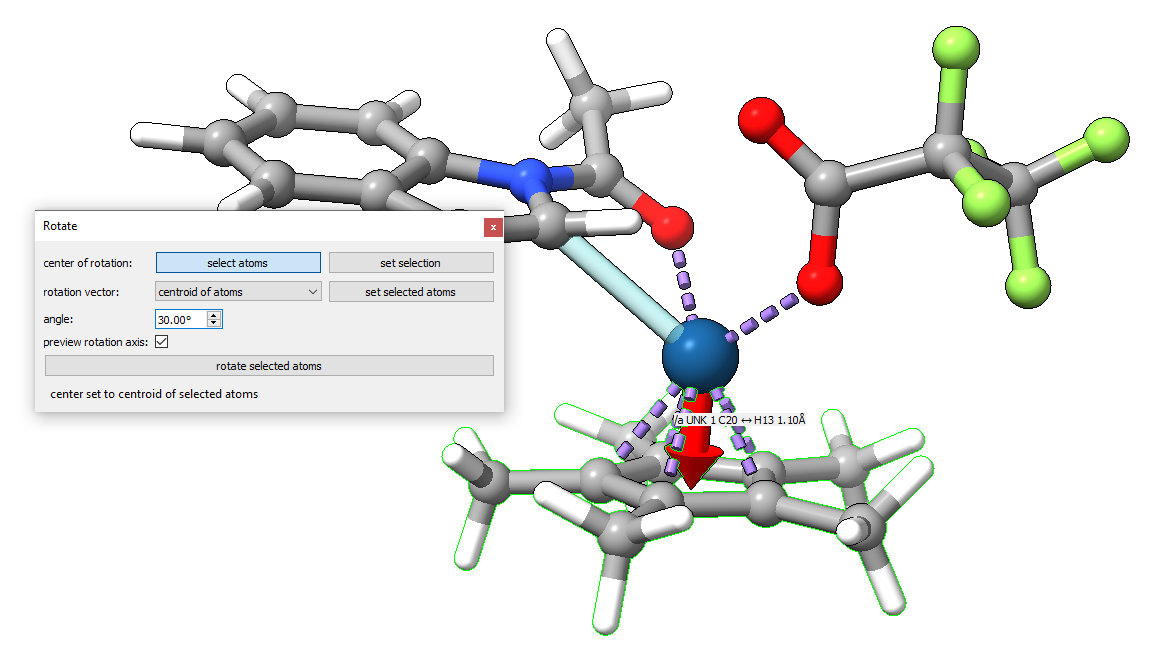 Rotate
x
center of rotation: select atoms set selection
rotation vector: centroid of atoms set selected atoms
angle: 30.00°
preview rotation axis:
rotate selected atoms
center set to centroid of selected atoms
/a UNK 1 C20 ↔ H13 1.10Å